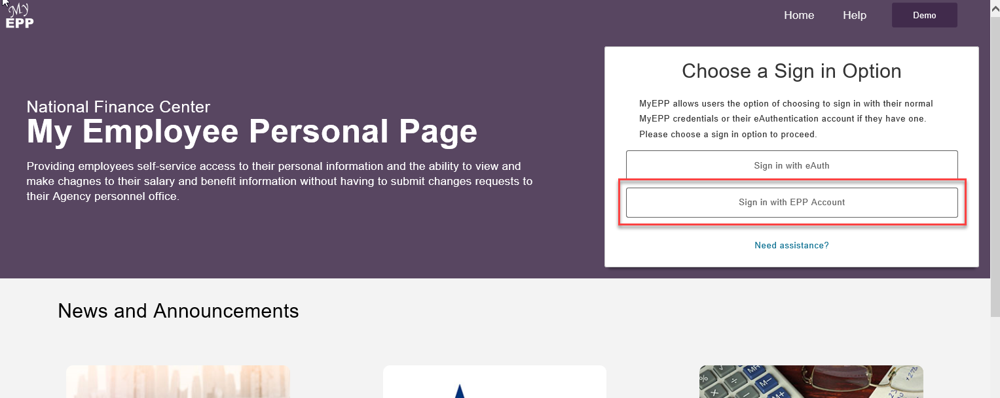 My
EPP
Home
Help
Demo
Choose a Sign in Option
MyEPP allows users the option of choosing to sign in with their normal
MyEPP credentials or their eAuthentication account if they have one.
Please choose a sign in option to proceed.
Sign in with eAuth
Sign in with EPP Account
Need assistance?
National Finance Center
My Employee Personal Page
Providing employees self-service access to their personal information and the ability to view and
make chagnes to their salary and benefit information without having to submit changes requests to
their Agency personnel office.
News and Announcements
%
÷
MR
M−
×
M+